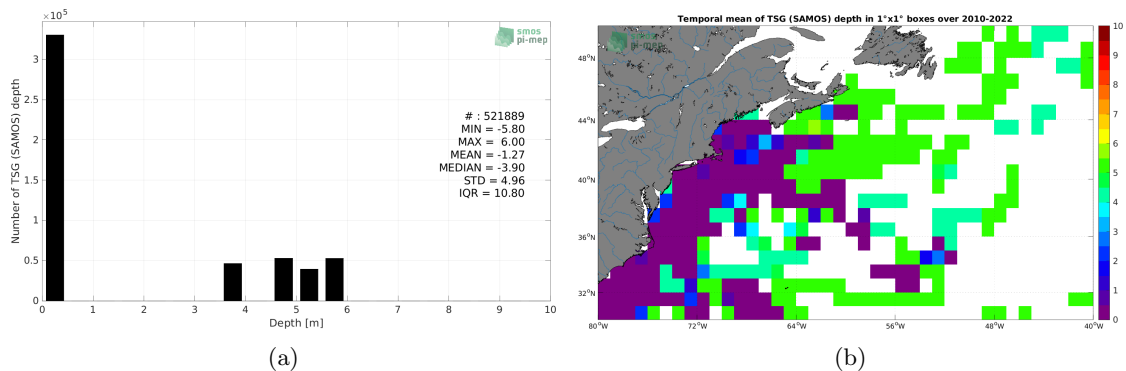 ×10⁵
3
2.5
2
1.5
1
0.5
0
Number of TSG (SAMOS) depth
smos
pi-mep
# : 521889
MIN = -5.80
MAX = 6.00
MEAN = -1.27
MEDIAN = -3.90
STD = 4.96
IQR = 10.80
0 1 2 3 4 5 6 7 8 9 10
Depth [m]
(a)
Temporal mean of TSG (SAMOS) depth in 1°x1° boxes over 2010-2022
smos
pi-mep
48°N
44°N
40°N
36°N
32°N
80°W 72°W 64°W 56°W 48°W 40°W
10
9
8
7
6
5
4
3
2
1
0
(b)